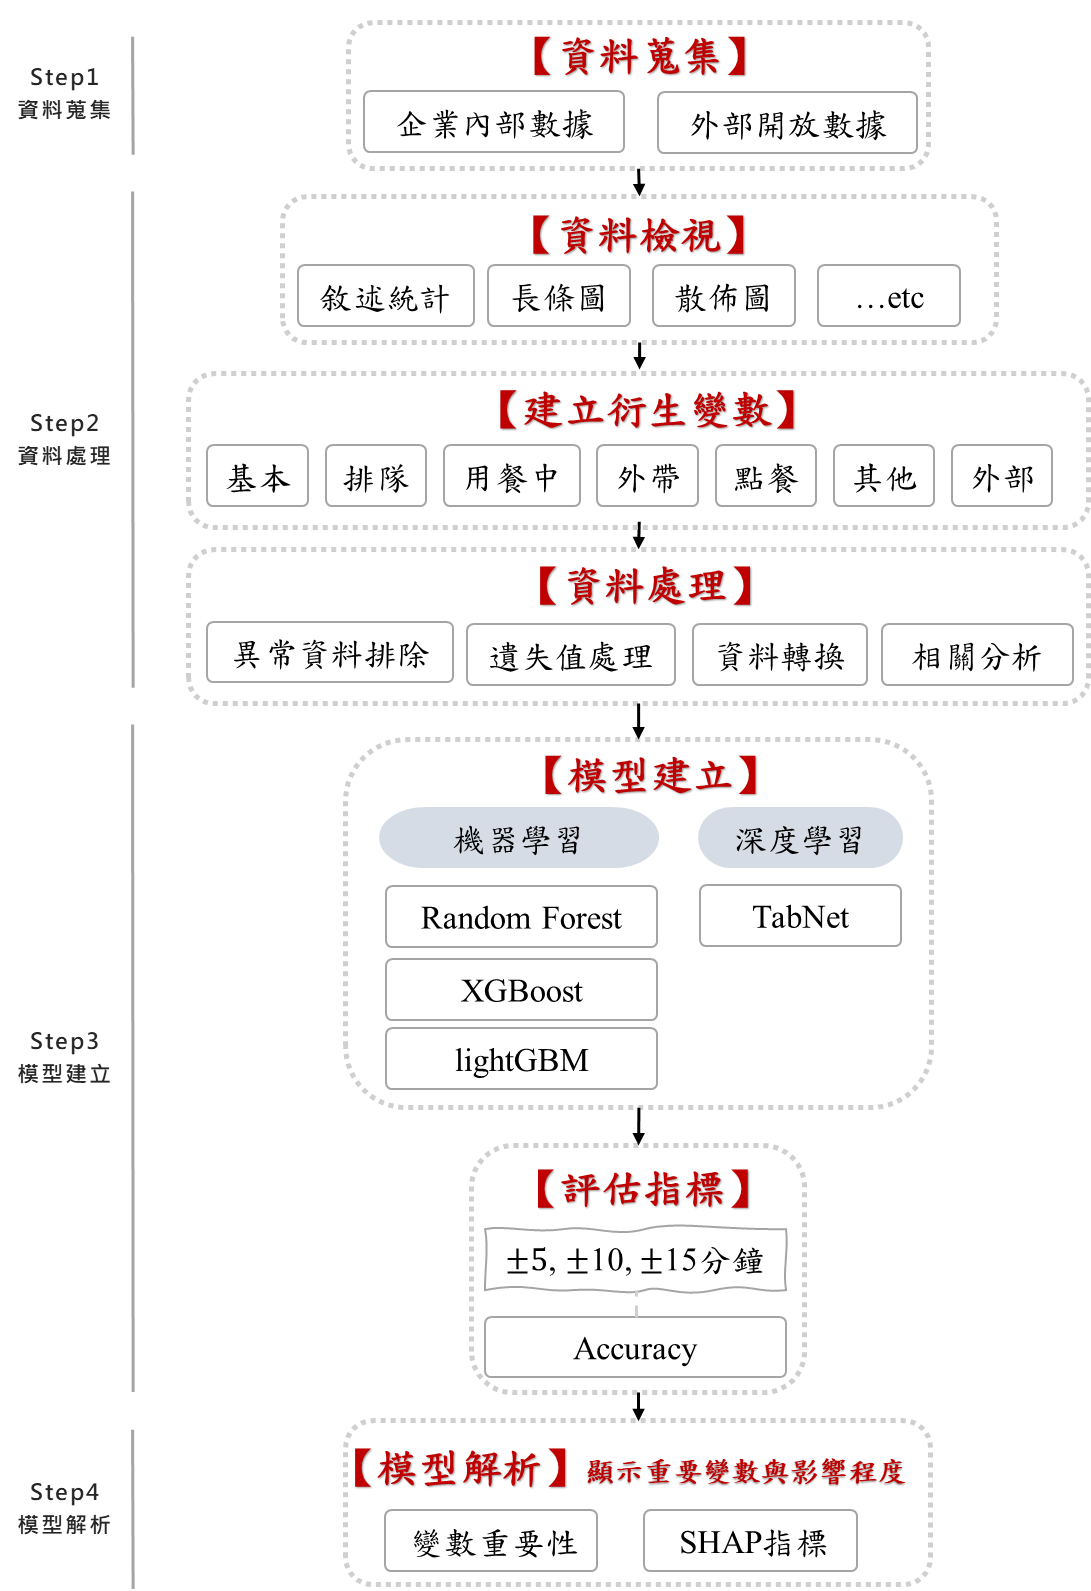 Step1
資料蒐集
【資料蒐集】
企業內部數據
外部開放數據
Step2
資料處理
【資料檢視】
敘述統計
長條圖
散佈圖
...etc
【建立衍生變數】
基本
排隊
用餐中
外帶
點餐
其他
外部
【資料處理】
異常資料排除
遺失值處理
資料轉換
相關分析
Step3
模型建立
【模型建立】
機器學習
深度學習
Random Forest
TabNet
XGBoost
lightGBM
【評估指標】
±5, ±10, ±15分鐘
Accuracy
Step4
模型解析
【模型解析】顯示重要變數與影響程度
變數重要性
SHAP指標